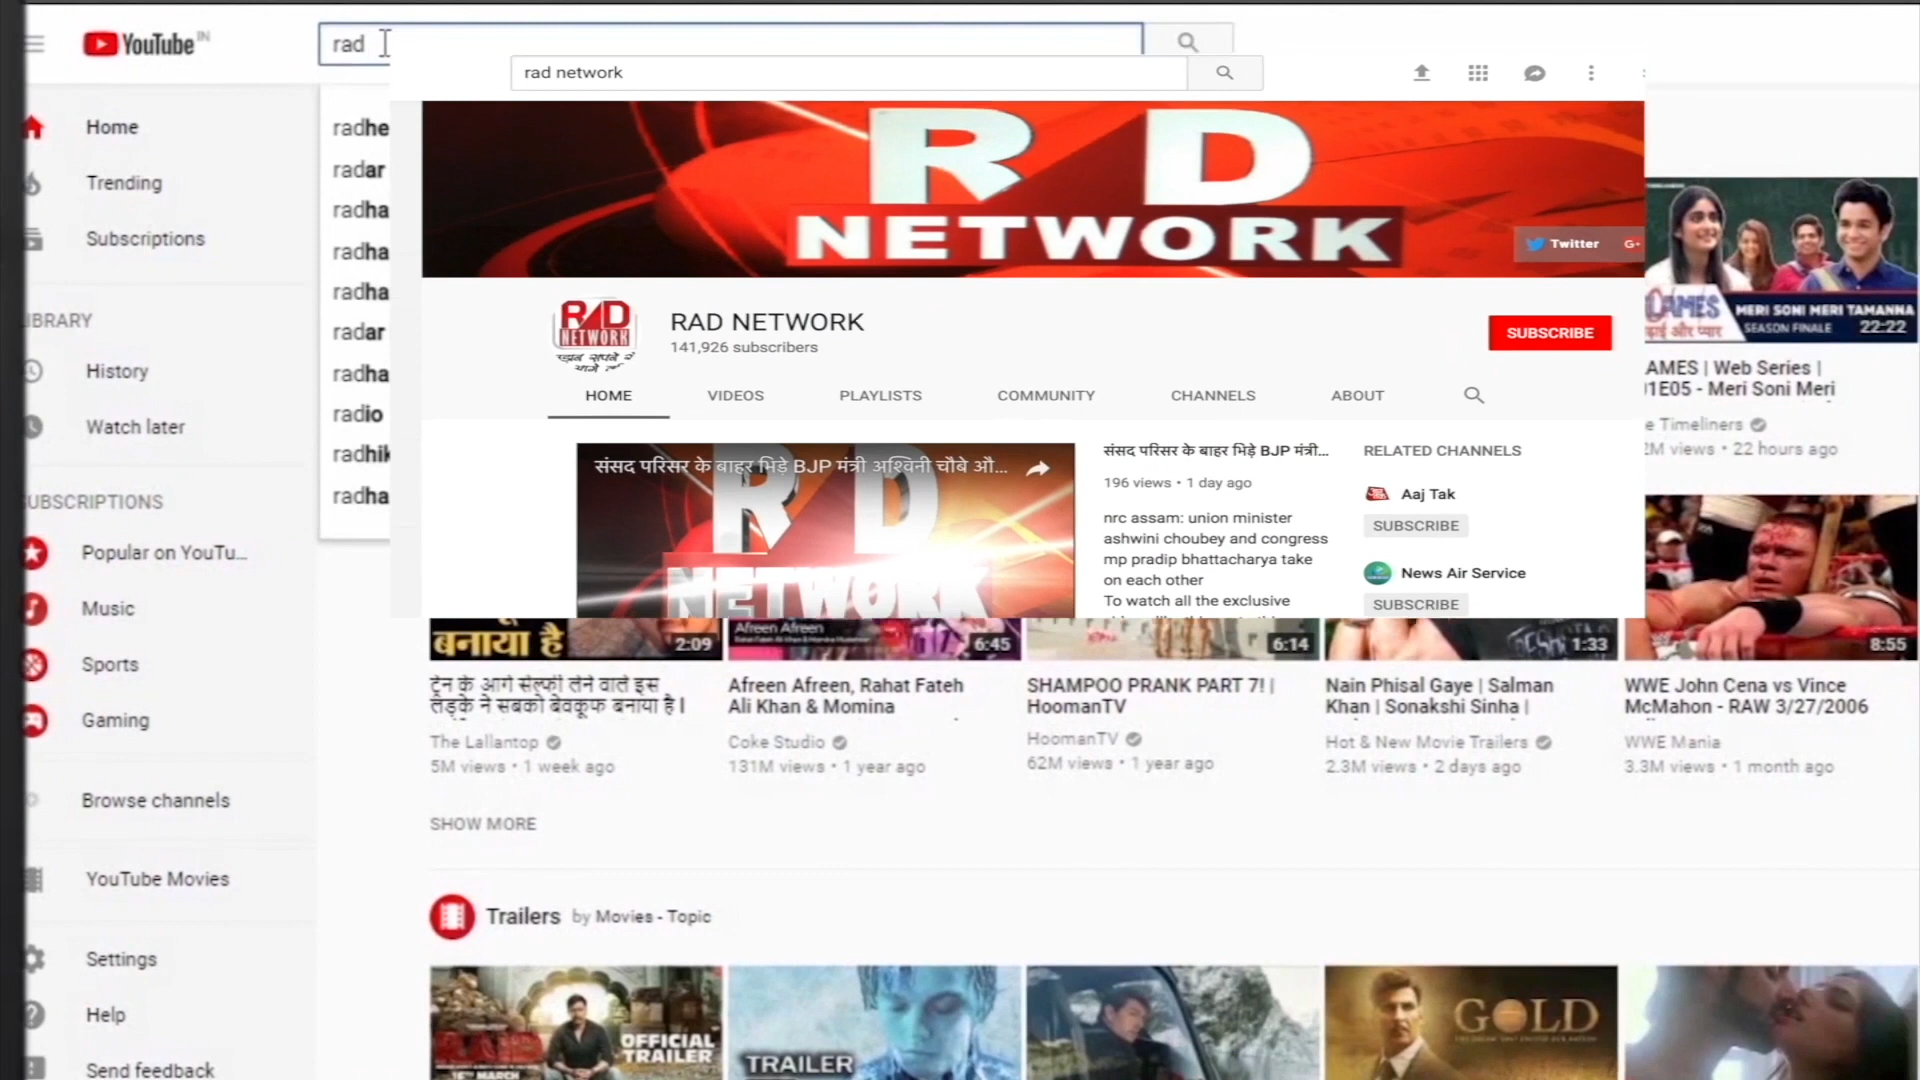 YouTube IN
rad
rad network
Home
Trending
Subscriptions
IBRARY
History
Watch later
UBSCRIPTIONS
Popular on YouTu...
Music
Sports
Gaming
Browse channels
YouTube Movies
Settings
Help
Send feedback
radhe
radar
radha
radha
radha
radar
radha
radio
radhik
radha
R D
NETWORK
Twitter G+
RAD NETWORK
141,926 subscribers
SUBSCRIBE
HOME VIDEOS PLAYLISTS COMMUNITY CHANNELS ABOUT
संसद परिसर के बाहर भिड़े BJP मंत्री अश्विनी चौबे औ...
R D
NETWORK
संसद परिसर के बाहर भिड़े BJP मंत्री...
196 views • 1 day ago
nrc assam: union minister
ashwini choubey and congress
mp pradip bhattacharya take
on each other
To watch all the exclusive
RELATED CHANNELS
Aaj Tak
SUBSCRIBE
News Air Service
SUBSCRIBE
MERI SONI MERI TAMANNA
SEASON FINALE 22:22
AMES | Web Series |
1E05 - Meri Soni Meri
e Timeliners
2M views • 22 hours ago
बनाया है 2:09
Afreen Afreen
6:45
6:14
1:33
8:55
ट्रेन के आगे सेल्फी लेने वाले इस
लड़के ने सबको बेवकूफ बनाया है l
The Lallantop
5M views • 1 week ago
Afreen Afreen, Rahat Fateh
Ali Khan & Momina
Coke Studio
131M views • 1 year ago
SHAMPOO PRANK PART 7! |
HoomanTV
HoomanTV
62M views • 1 year ago
Nain Phisal Gaye | Salman
Khan | Sonakshi Sinha |
Hot & New Movie Trailers
2.3M views • 2 days ago
WWE John Cena vs Vince
McMahon - RAW 3/27/2006
WWE Mania
3.3M views • 1 month ago
SHOW MORE
Trailers by Movies - Topic
OFFICIAL
TRAILER
16TH MARCH
TRAILER
GOLD